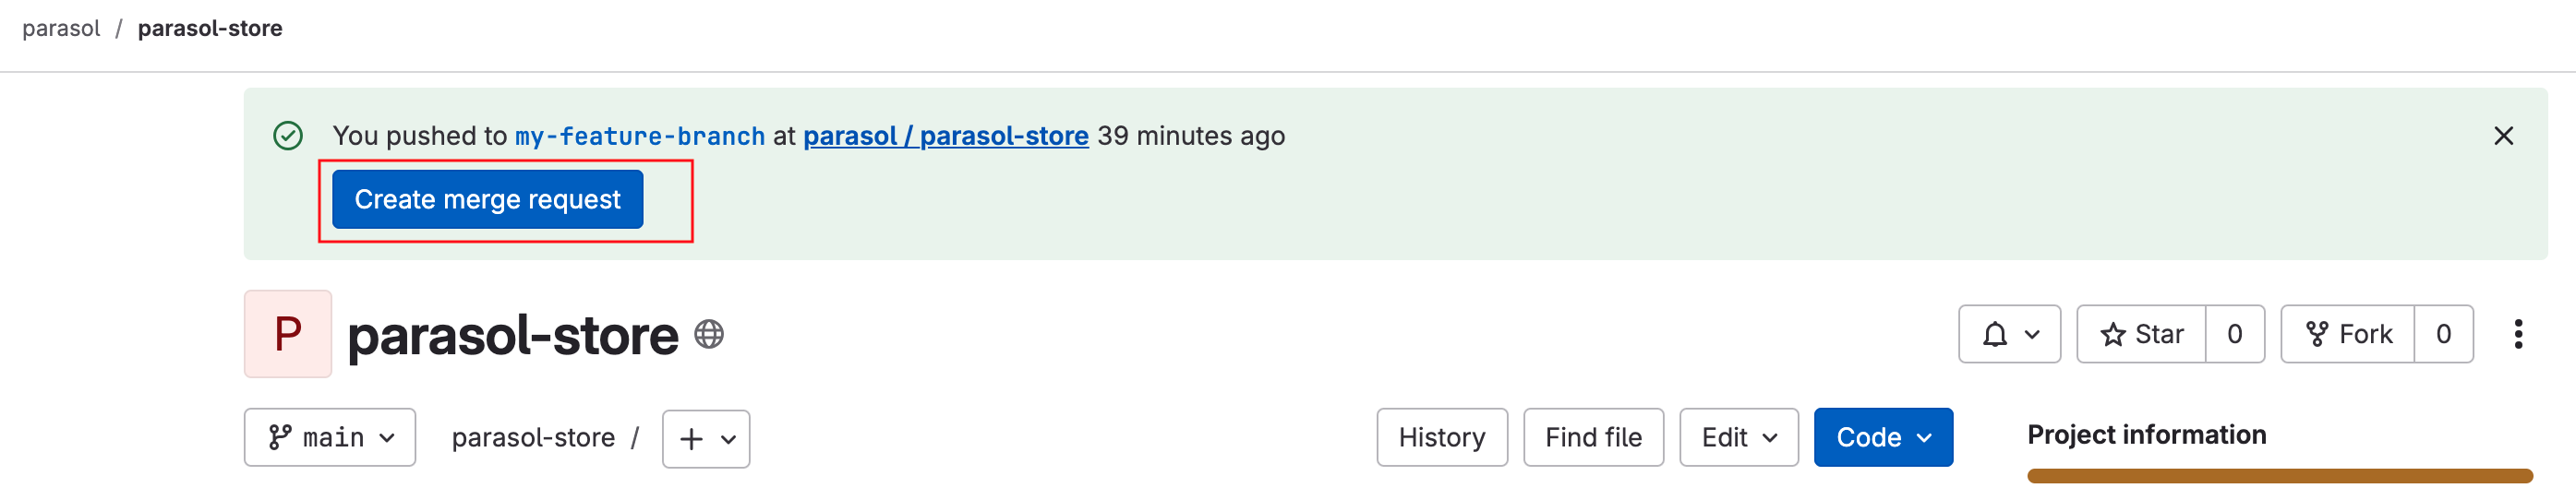 parasol / parasol-store
You pushed to my-feature-branch at parasol / parasol-store 39 minutes ago
Create merge request
P parasol-store
Star 0 Fork 0
main parasol-store / + History Find file Edit Code Project information